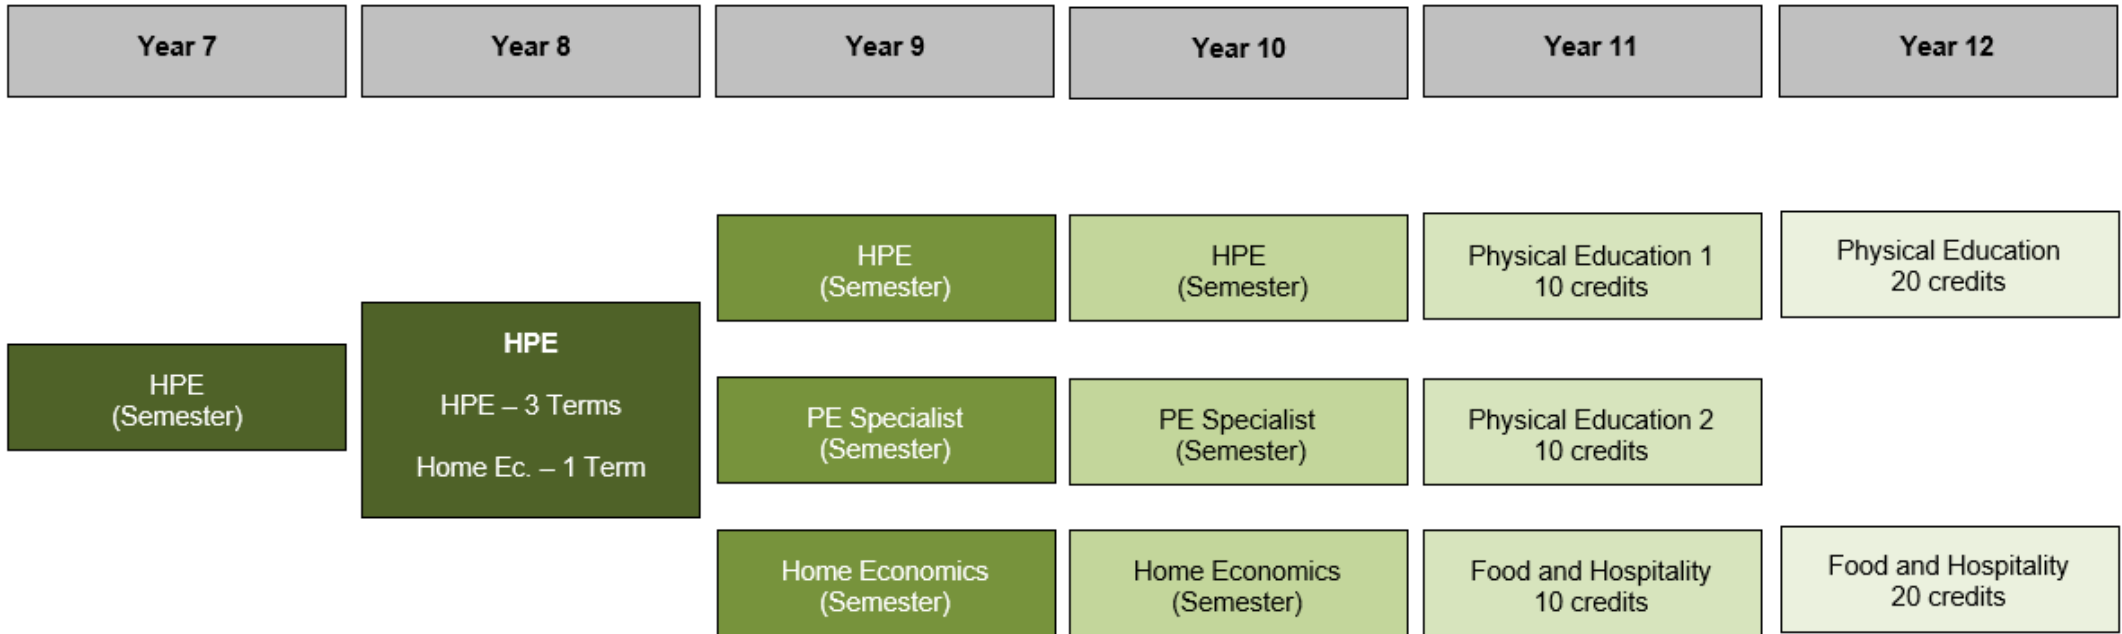 Year 7
Year 8
Year 9
Year 10
Year 11
Year 12
HPE
(Semester)
HPE
HPE – 3 Terms
Home Ec. – 1 Term
HPE
(Semester)
HPE
(Semester)
Physical Education 1
10 credits
Physical Education
20 credits
PE Specialist
(Semester)
PE Specialist
(Semester)
Physical Education 2
10 credits
Home Economics
(Semester)
Home Economics
(Semester)
Food and Hospitality
10 credits
Food and Hospitality
20 credits